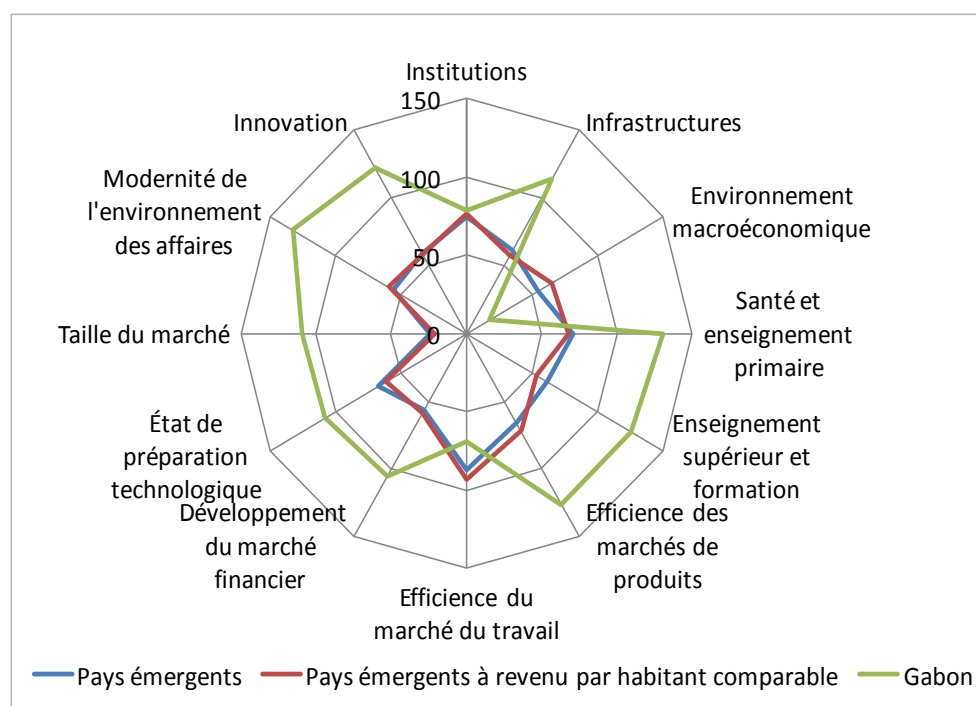 Institutions
150
100
50
0
Infrastructures
Environnement
macroéconomique
Santé et
enseignement
primaire
Enseignement
supérieur et
formation
Efficience des
marchés de
produits
Efficience du
marché du travail
Développement
du marché
financier
État de
préparation
technologique
Taille du marché
Modernité de
l'environnement
des affaires
Innovation
Pays émergents
Pays émergents à revenu par habitant comparable
Gabon